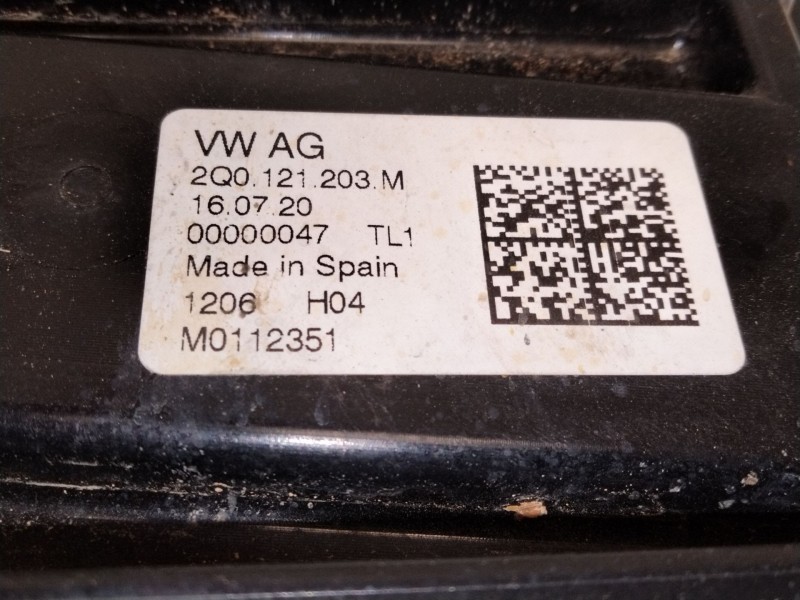 VW AG
2Q0.121.203.M
16.07.20
00000047 TL1
Made in Spain
1206 H04
M0112351